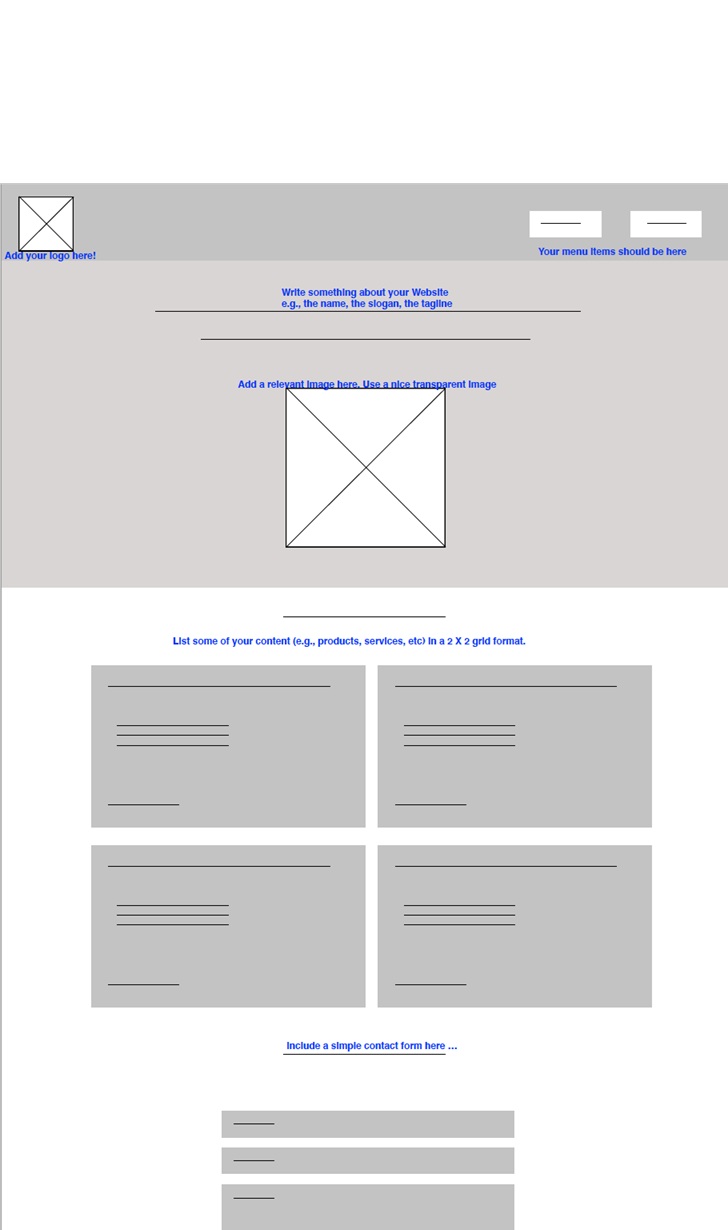 Add your logo here!
Your menu items should be here
Write something about your Website
e.g., the name, the slogan, the tagline
Add a relevant image here. Use a nice transparent image
List some of your content (e.g., products, services, etc) in a 2 X 2 grid format.
Include a simple contact form here ...